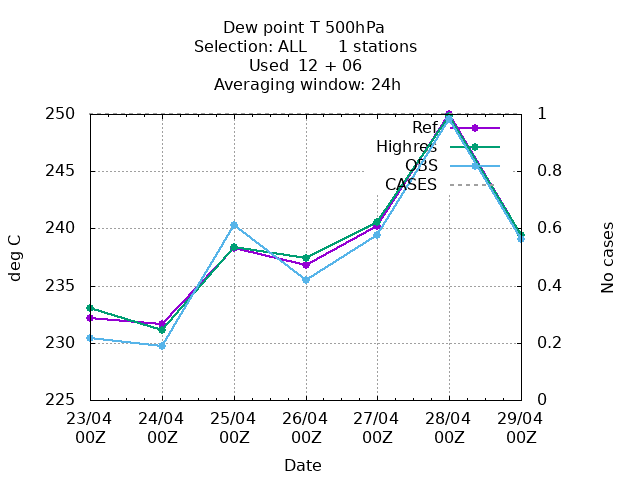 Dew point T 500hPa
Selection: ALL      1 stations
Used  12 + 06
Averaging window: 24h
250
245
240
235
230
225
deg C
1
0.8
0.6
0.4
0.2
0
No cases
Ref
Highres
OBS
CASES
23/04 24/04 25/04 26/04 27/04 28/04 29/04
00Z 00Z 00Z 00Z 00Z 00Z 00Z
Date